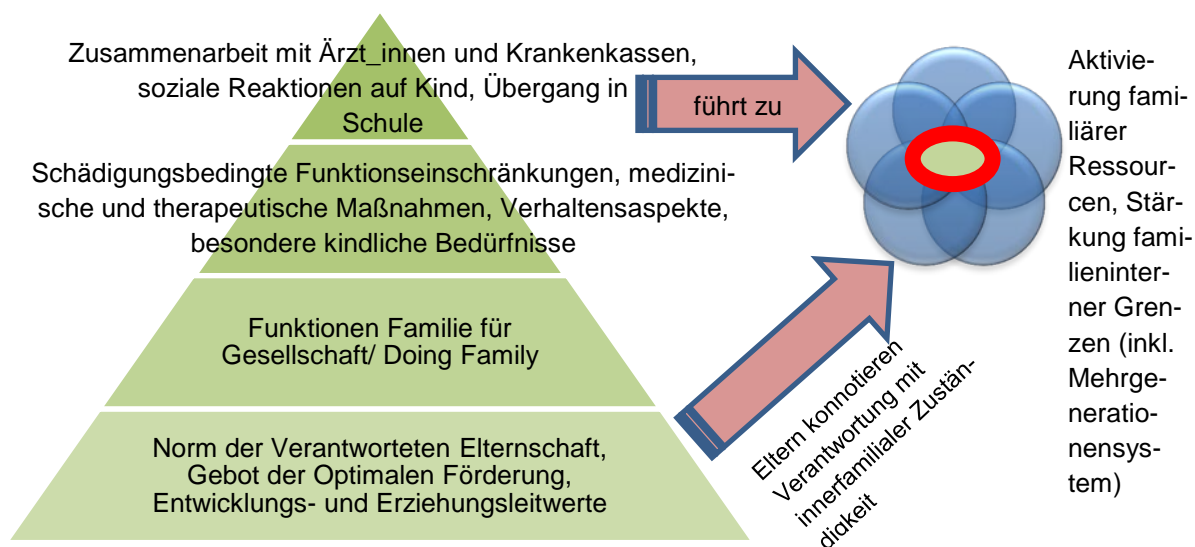 Zusammenarbeit mit Ärzt_innen und Krankenkassen,
soziale Reaktionen auf Kind, Übergang in
Schule
Schädigungsbedingte Funktionseinschränkungen, medizini-
sche und therapeutische Maßnahmen, Verhaltensaspekte,
besondere kindliche Bedürfnisse
Funktionen Familie für
Gesellschaft/ Doing Family
Norm der Verantworteten Elternschaft,
Gebot der Optimalen Förderung,
Entwicklungs- und Erziehungsleitwerte
führt zu
Eltern konnotieren
Verantwortung mit
innerfamilialer Zustän-
digkeit
Aktivie-
rung fami-
liärer
Ressour-
cen, Stär-
kung fami-
lieninter-
ner Gren-
zen (inkl.
Mehrge-
neratio-
nensys-
tem)